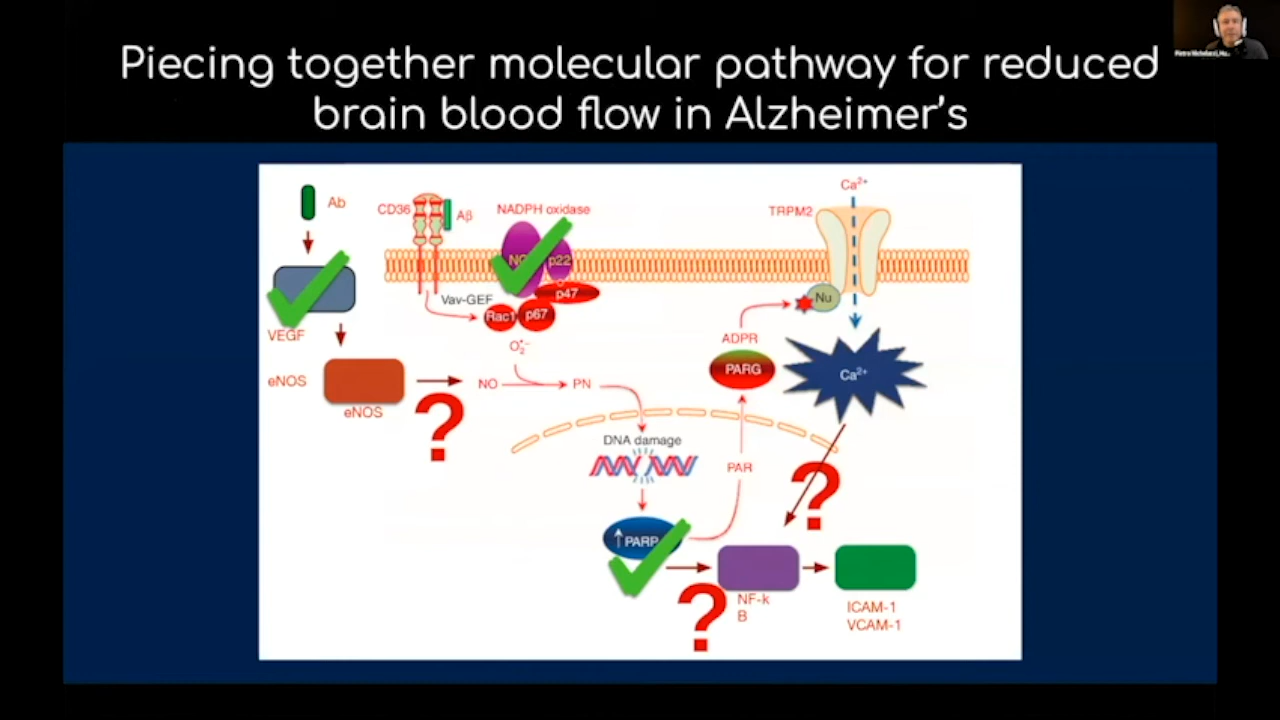 Piecing together molecular pathway for reduced
brain blood flow in Alzheimer's
Ab
VEGF
eNOS
eNOS
?
CD36
Aβ
NADPH oxidase
p22
p47
Vav-GEF
Rac1
p67
O₂•−
NO
PN
DNA damage
↑PARP
PAR
PARG
ADPR
Nu
TRPM2
Ca²⁺
Ca²⁺
?
?
NF-k
B
ICAM-1
VCAM-1